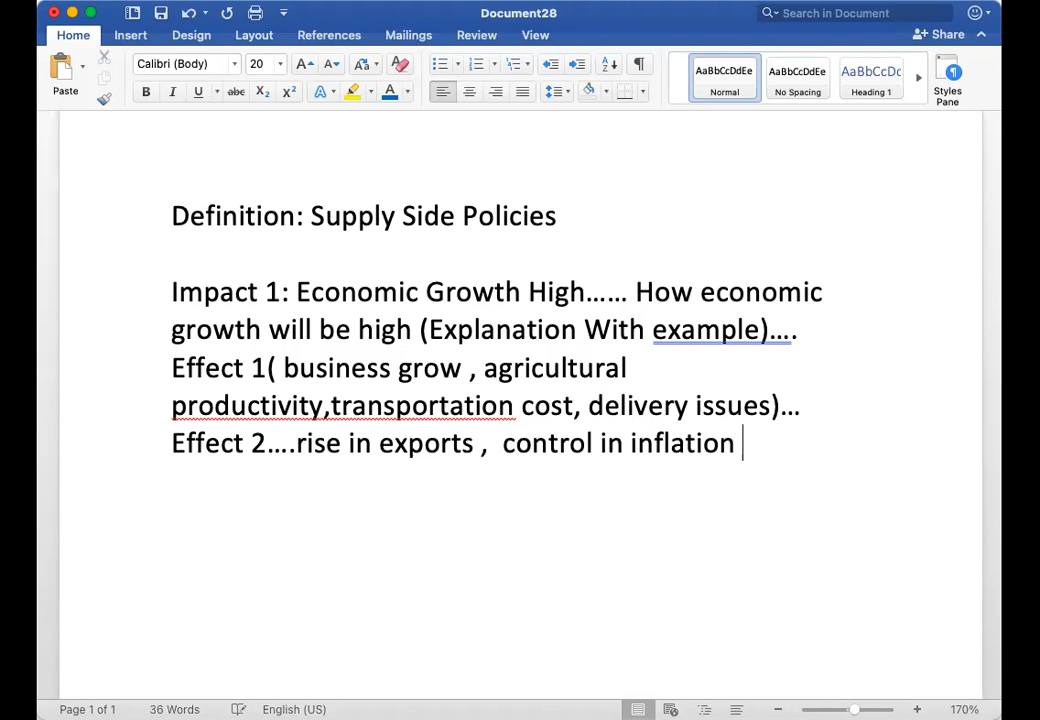 Document28
Search in Document
Home Insert Design Layout References Mailings Review View Share
Paste Calibri (Body) 20 AaBbCcDdEe AaBbCcDdEe AaBbCcDc
Normal No Spacing Heading 1 Styles Pane
Definition: Supply Side Policies
Impact 1: Economic Growth High…… How economic
growth will be high (Explanation With example)….
Effect 1( business grow , agricultural
productivity,transportation cost, delivery issues)…
Effect 2….rise in exports ,  control in inflation
Page 1 of 1 36 Words English (US) 170%